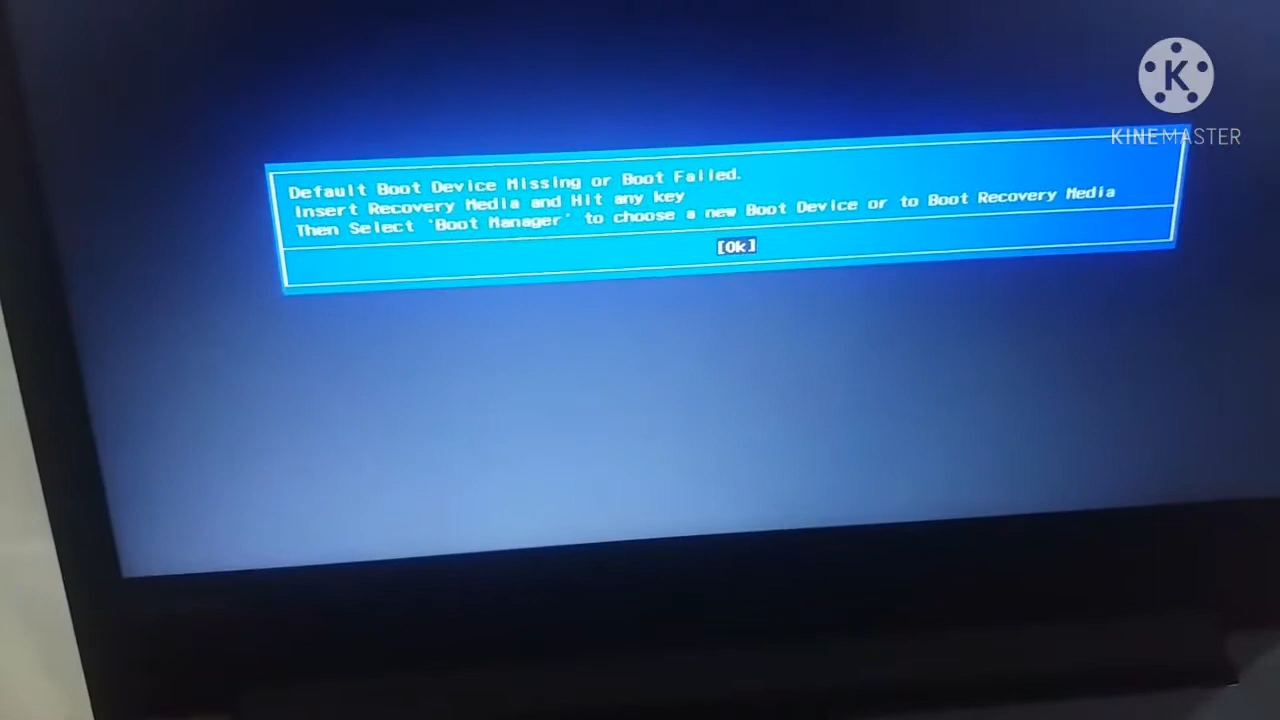 K
KINEMASTER
Default Boot Device Missing or Boot Failed.
Insert Recovery Media and Hit any key
Then Select 'Boot Manager' to choose a new Boot Device or to Boot Recovery Media
[Ok]